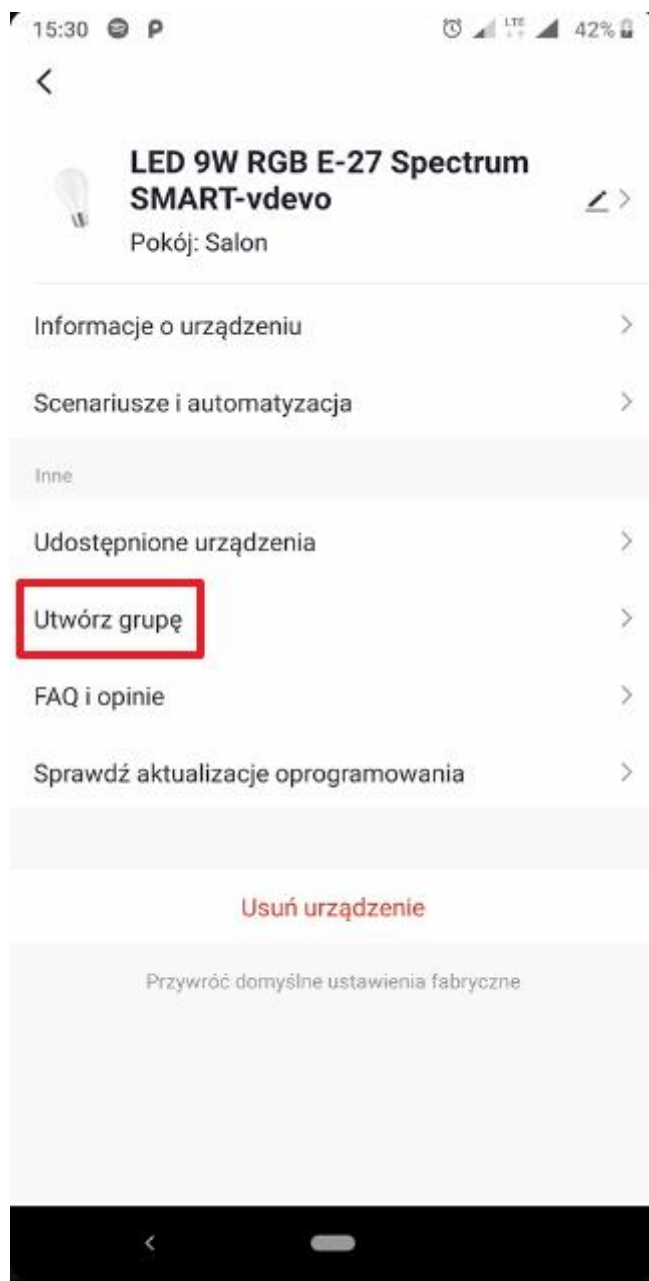 15:30 P LTE 42%
LED 9W RGB E-27 Spectrum
SMART-vdevo
Pokój: Salon
Informacje o urządzeniu
Scenariusze i automatyzacja
Inne
Udostępnione urządzenia
Utwórz grupę
FAQ i opinie
Sprawdź aktualizacje oprogramowania
Usuń urządzenie
Przywróć domyślne ustawienia fabryczne